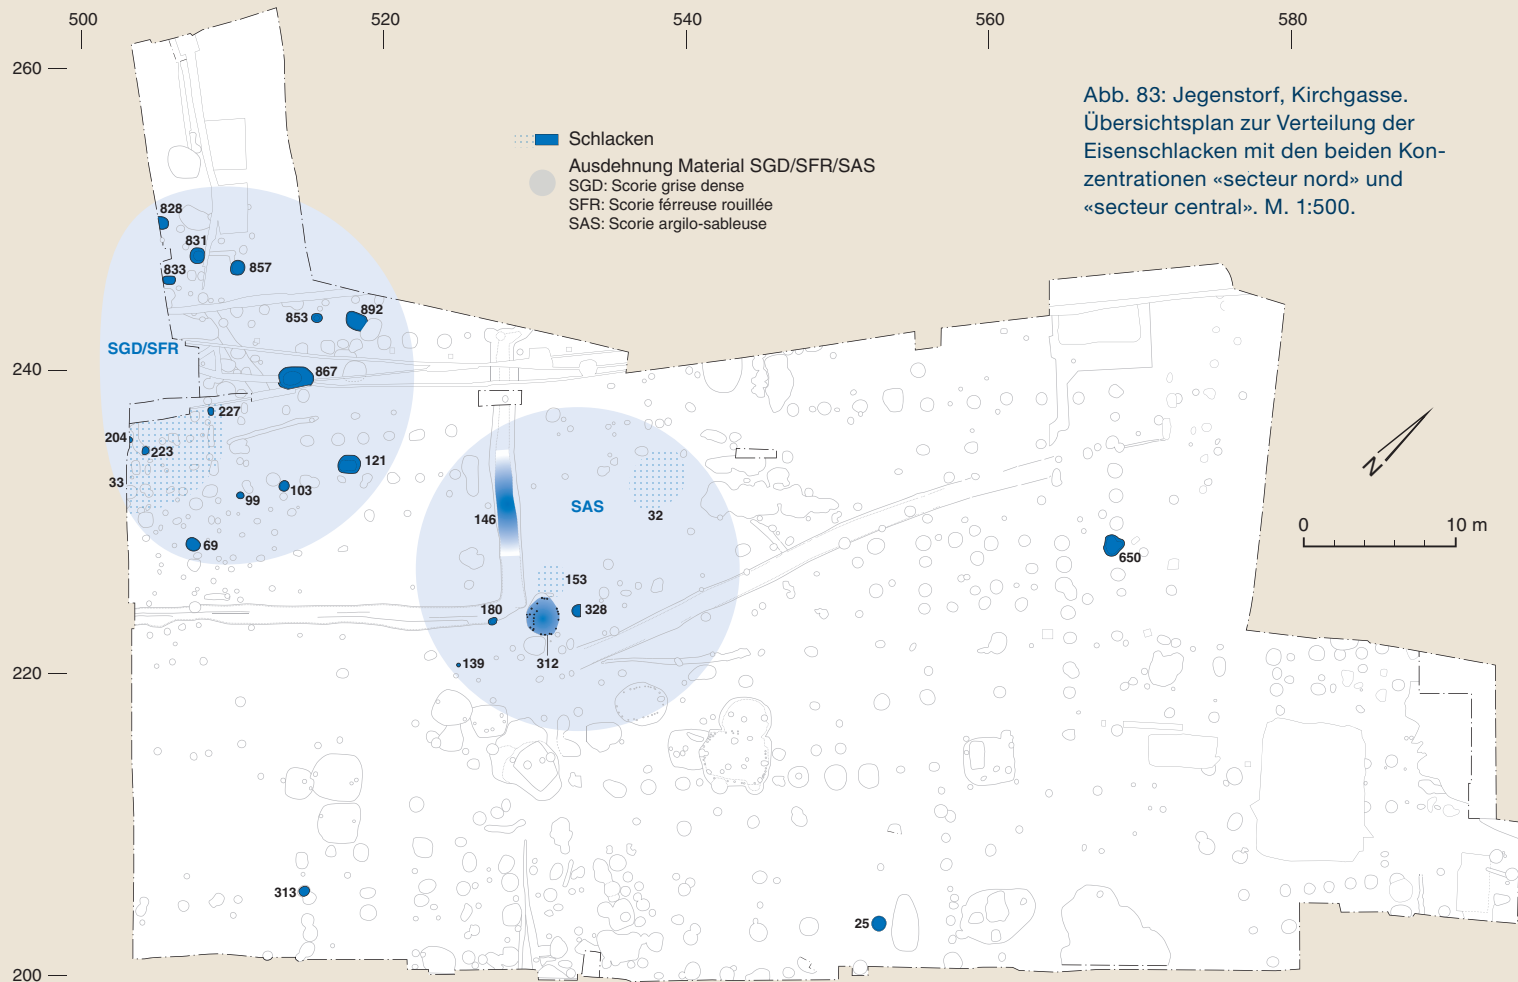 500 520 540 560 580
260
240
220
200
Abb. 83: Jegenstorf, Kirchgasse.
Übersichtsplan zur Verteilung der
Eisenschlacken mit den beiden Kon-
zentrationen «secteur nord» und
«secteur central». M. 1:500.
Schlacken
Ausdehnung Material SGD/SFR/SAS
SGD: Scorie grise dense
SFR: Scorie férreuse rouillée
SAS: Scorie argilo-sableuse
828
831
833
857
853
892
SGD/SFR
867
227
204
223
121
33
99
103
69
SAS
146
32
153
180
328
139
312
650
313
25
N
0 10 m